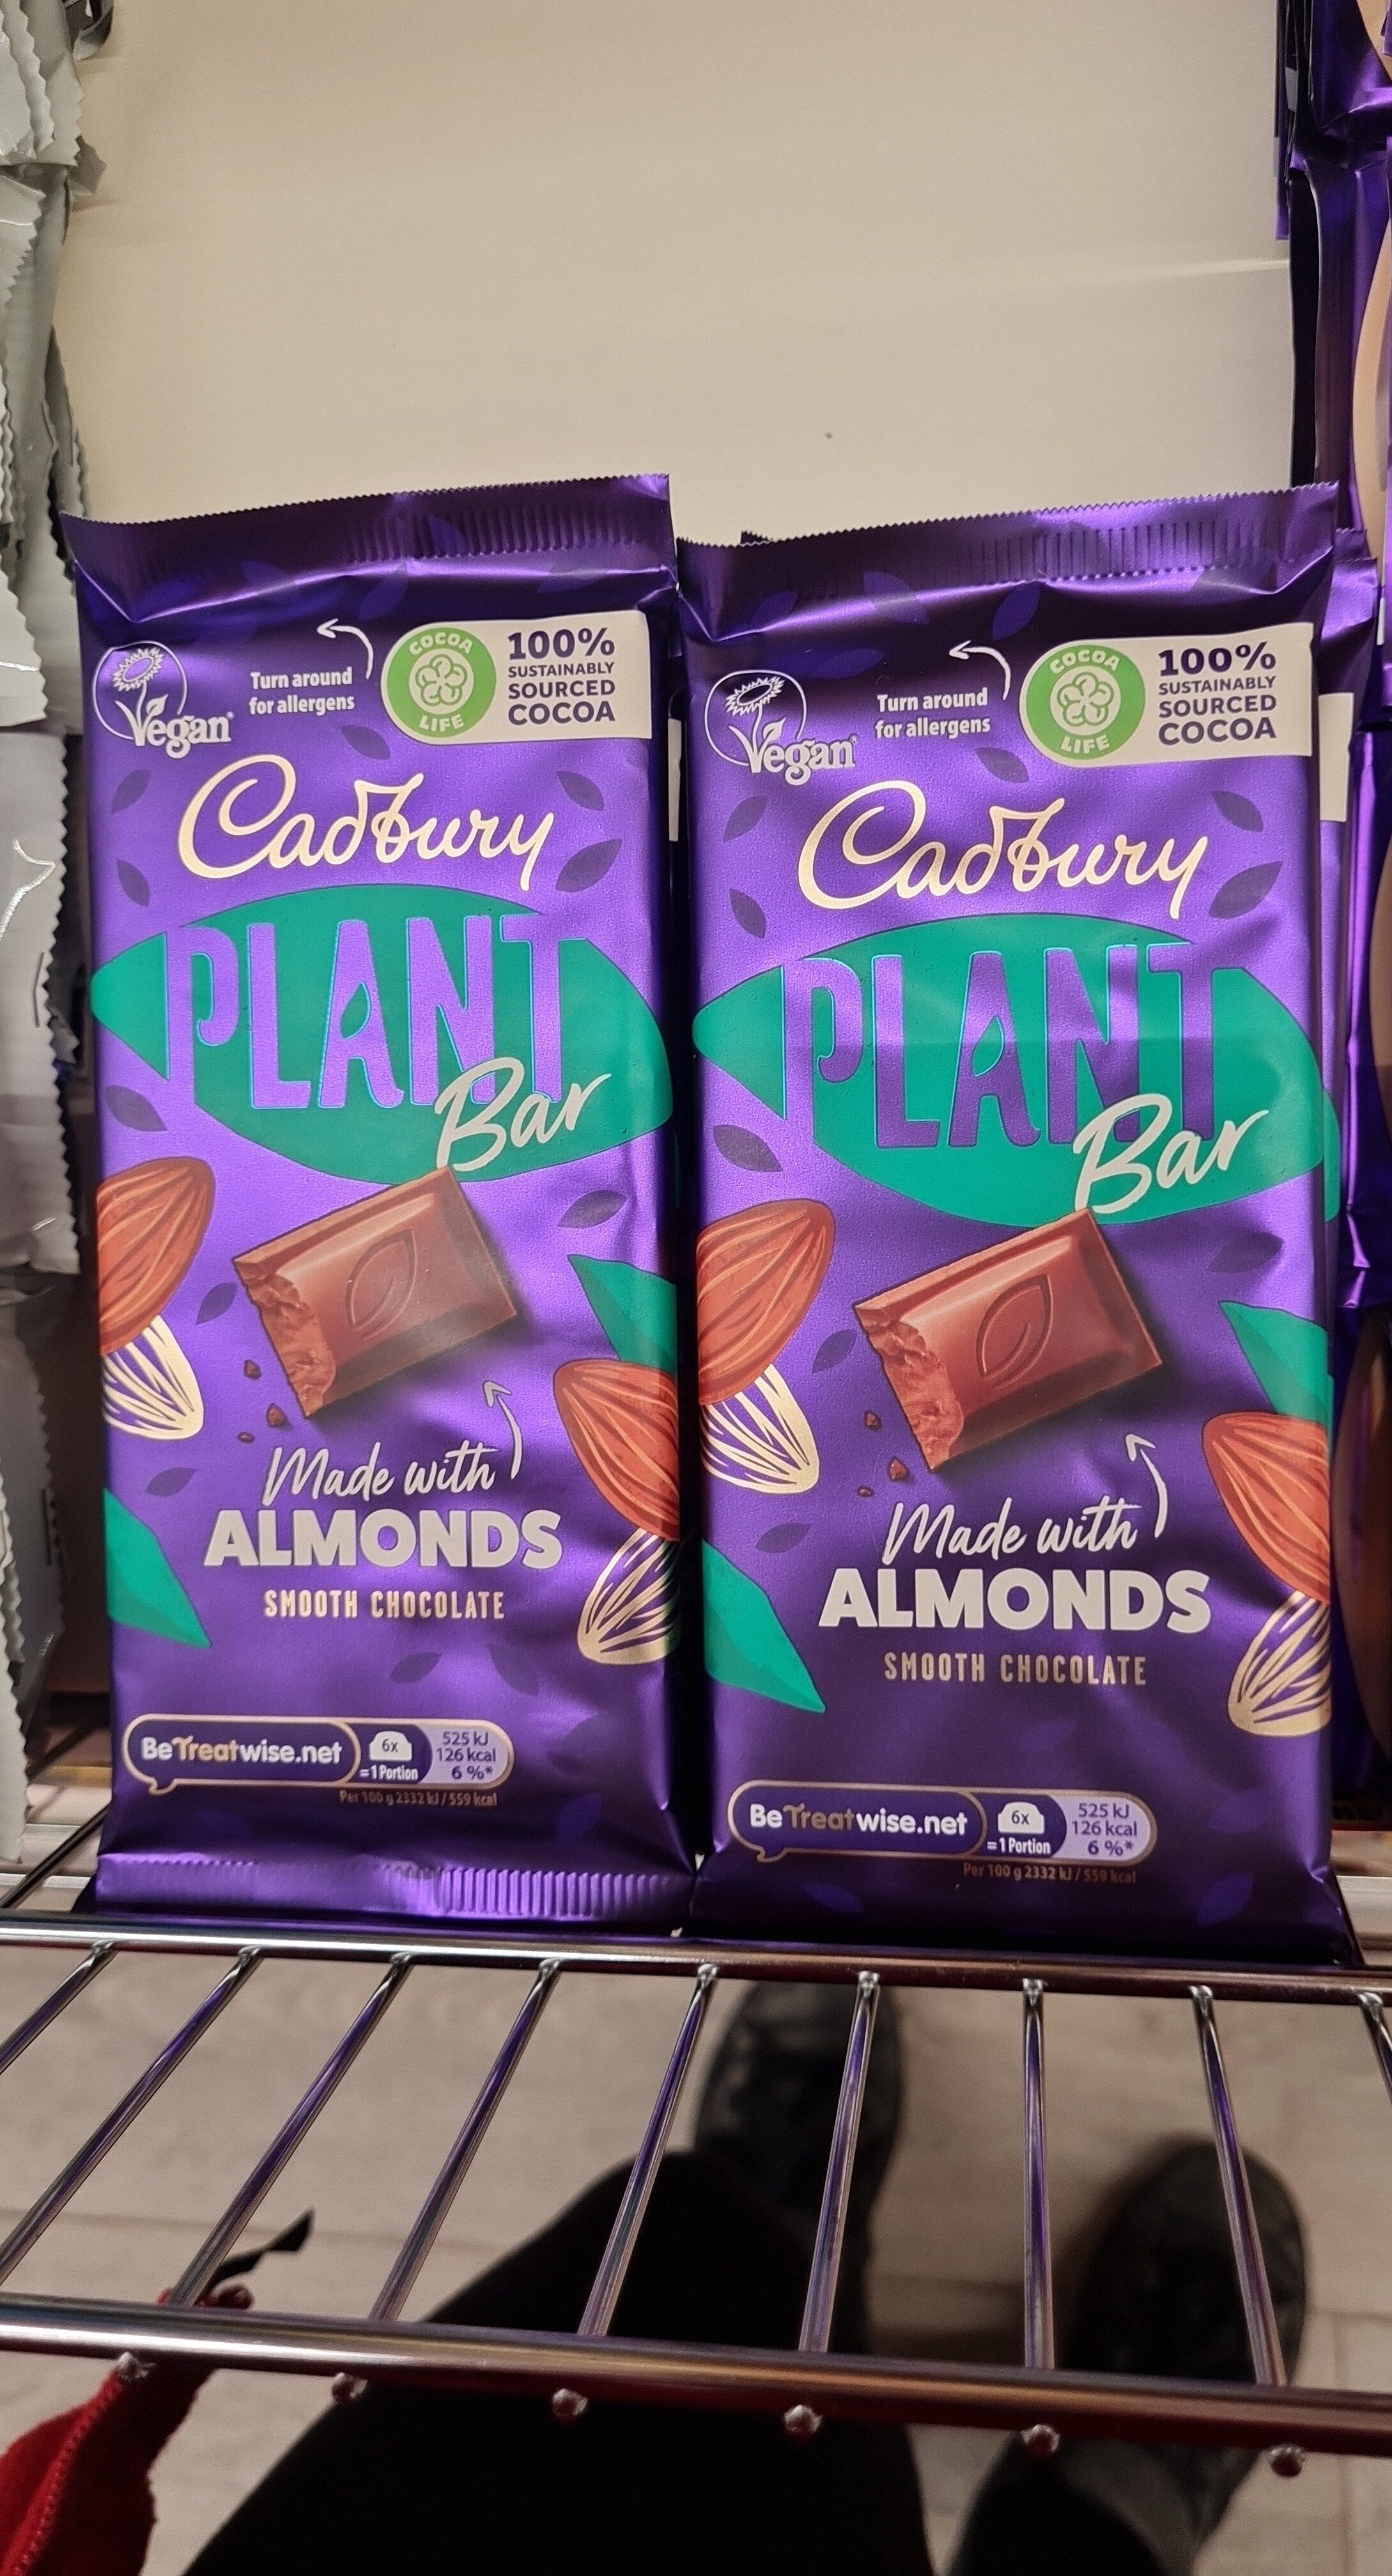 Vegan
Turn around
for allergens
COCOA
LIFE
100%
SUSTAINABLY
SOURCED
COCOA
Cadbury
PLANT
Bar
Made with
ALMONDS
SMOOTH CHOCOLATE
BeTreatwise.net
6x
=1 Portion
525 kJ
126 kcal
6 %*
Per 100 g 2332 kJ / 559 kcal
Vegan
Turn around
for allergens
COCOA
LIFE
100%
SUSTAINABLY
SOURCED
COCOA
Cadbury
PLANT
Bar
Made with
ALMONDS
SMOOTH CHOCOLATE
BeTreatwise.net
6x
=1 Portion
525 kJ
126 kcal
6 %*
Per 100 g 2332 kJ / 559 kcal